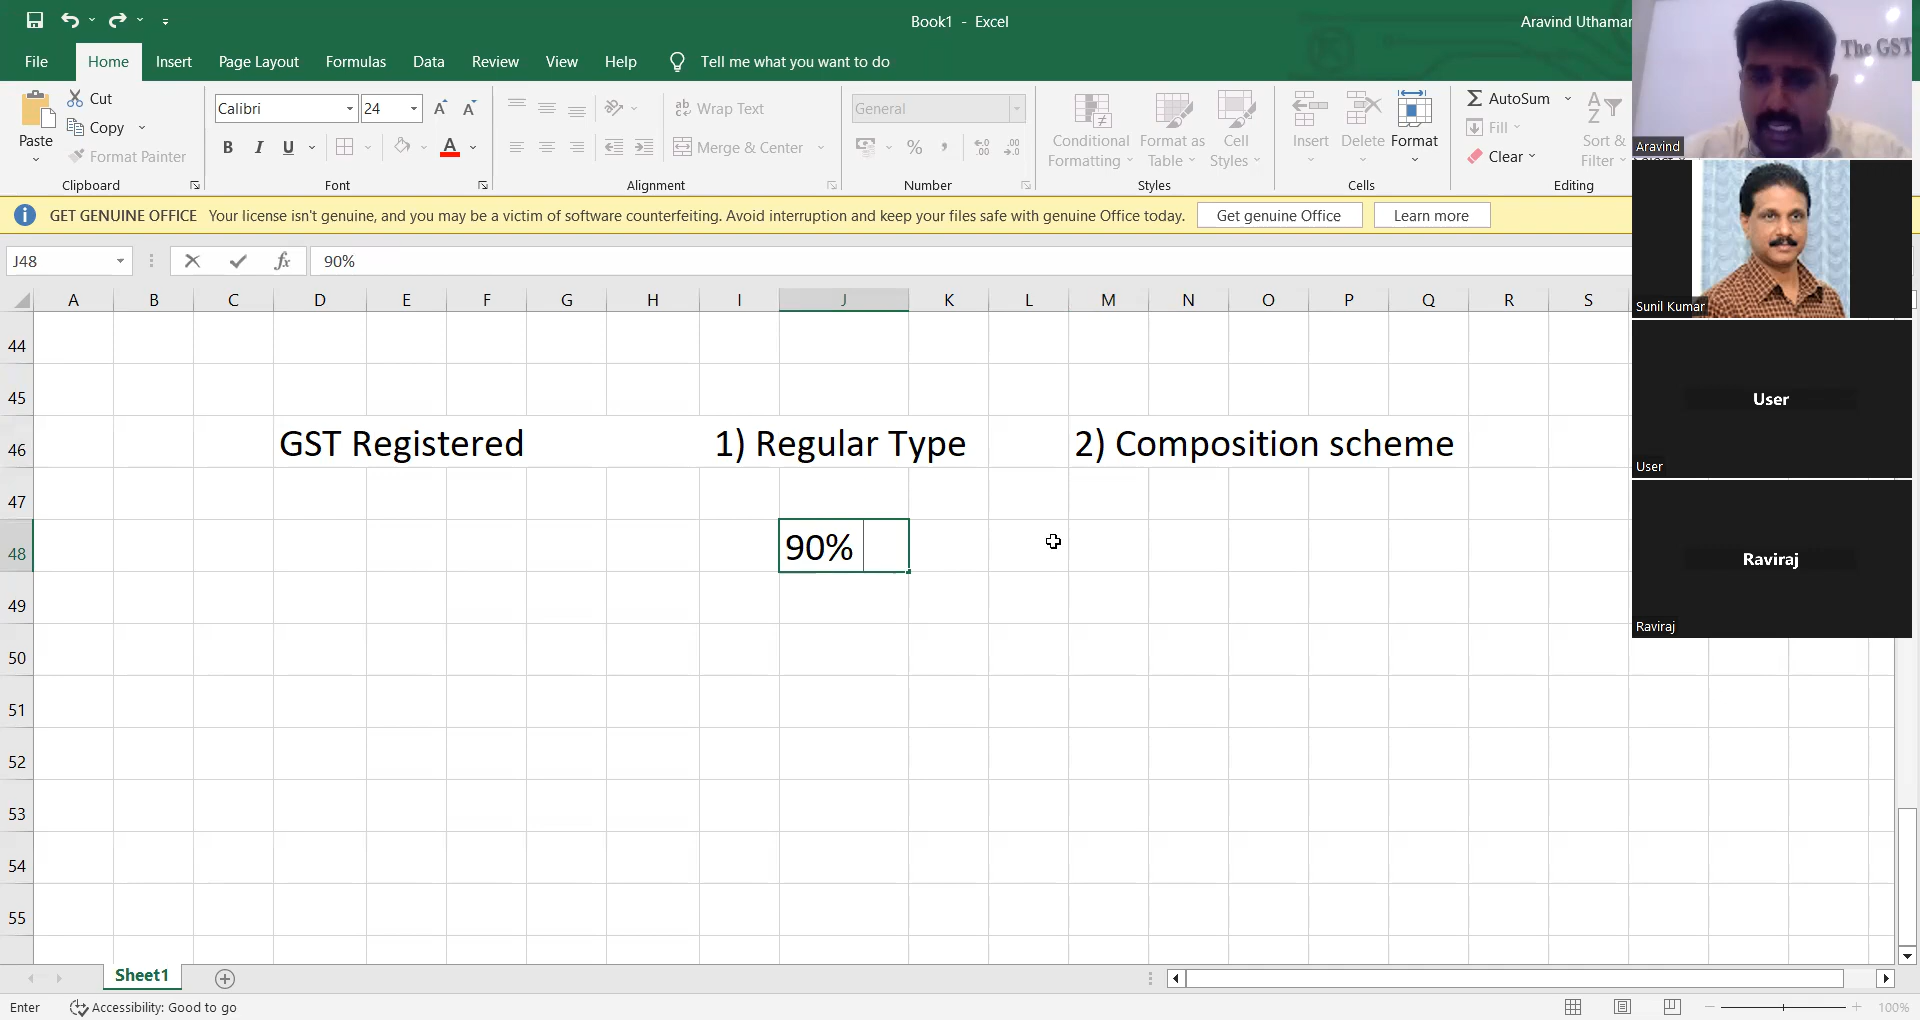 Book1 - Excel
Aravind Uthaman
File Home Insert Page Layout Formulas Data Review View Help Tell me what you want to do
The GST
Cut
Copy
Format Painter
Paste
Clipboard
Calibri 24
B I U A
Font
ab Wrap Text
Merge & Center
Alignment
General
% ,
Number
Conditional Formatting
Format as Table
Cell Styles
Styles
Insert
Delete
Format
Cells
AutoSum
Fill
Clear
Sort & Filter
Editing
Aravind
GET GENUINE OFFICE Your license isn't genuine, and you may be a victim of software counterfeiting. Avoid interruption and keep your files safe with genuine Office today. Get genuine Office Learn more
J48 fx 90%
A B C D E F G H I J K L M N O P Q R S
Sunil Kumar
44
45
46 GST Registered 1) Regular Type 2) Composition scheme
47
48 90%
49
50
51
52
53
54
55
User
User
Raviraj
Raviraj
Sheet1
Enter Accessibility: Good to go 100%